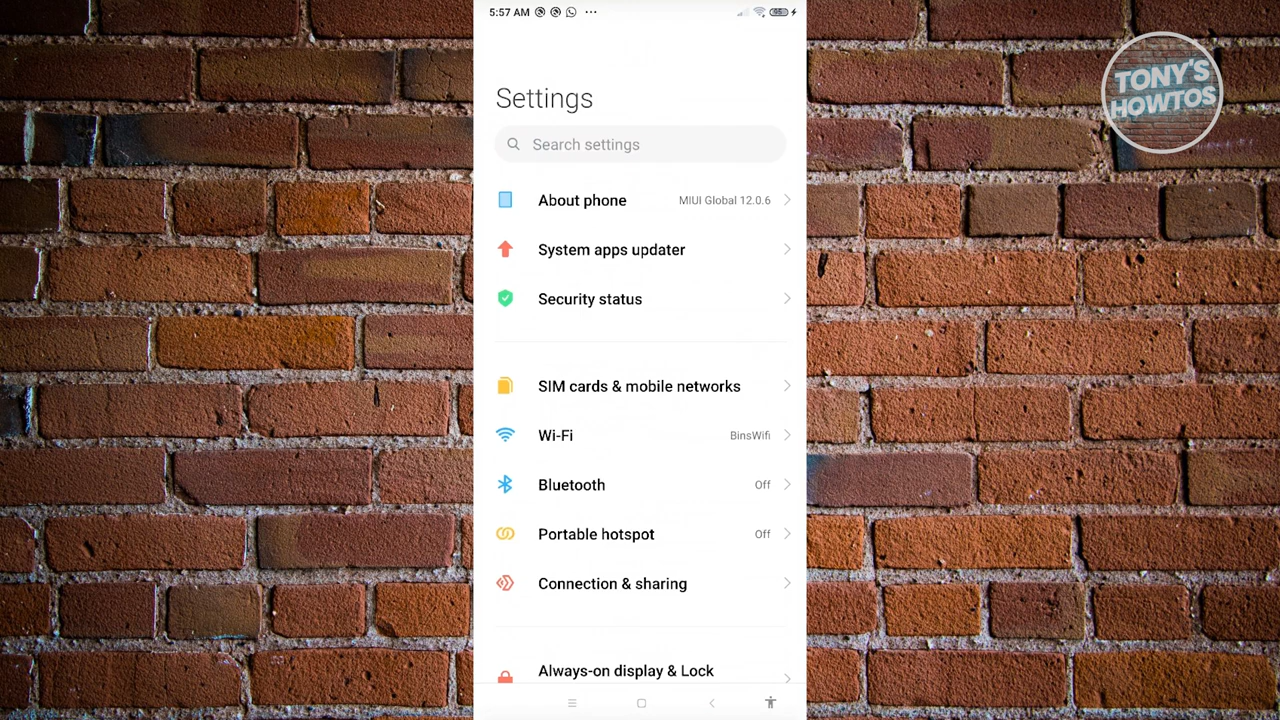 5:57 AM
95
TONY'S
HOWTOS
Settings
Search settings
About phone MIUI Global 12.0.6
System apps updater
Security status
SIM cards & mobile networks
Wi-Fi BinsWifi
Bluetooth Off
Portable hotspot Off
Connection & sharing
Always-on display & Lock